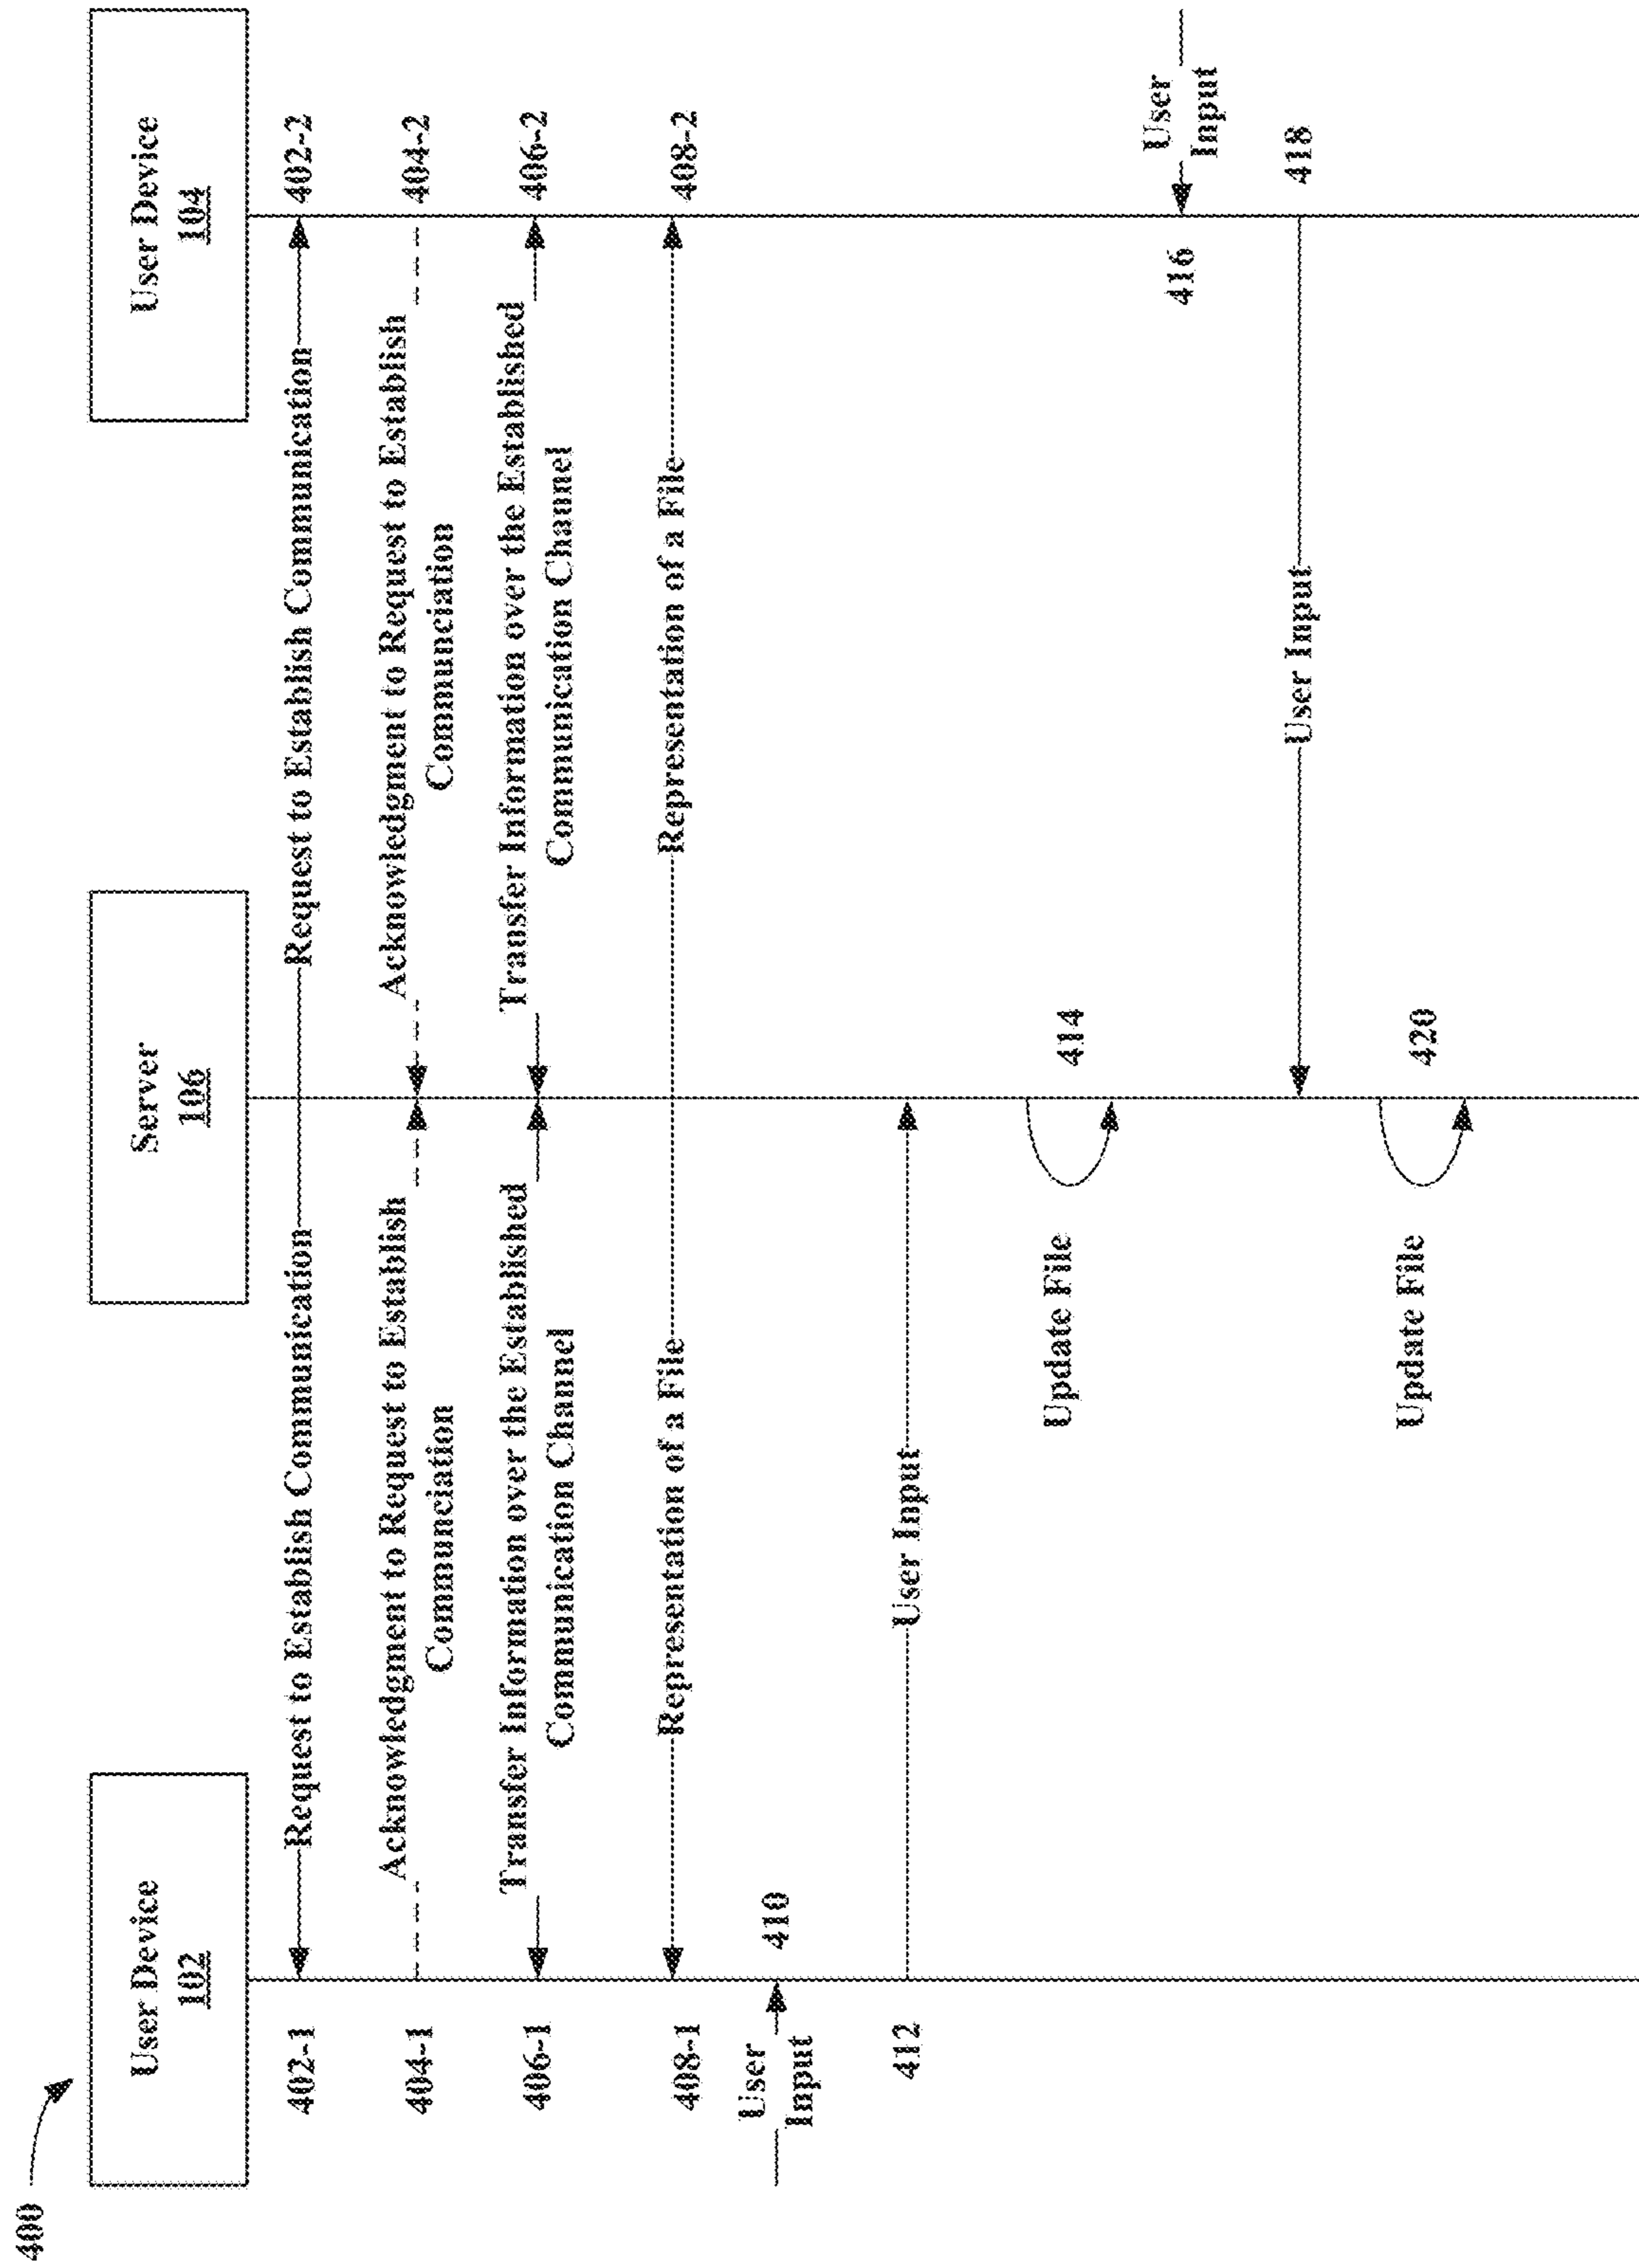 400
User Device
102
Server
106
User Device
104
402-1
Request to Establish Communication
Request to Establish Communication
402-2
404-1
Acknowledgment to Request to Establish
Communciation
Acknowledgment to Request to Establish
Communciation
404-2
406-1
Transfer Information over the Established
Communication Channel
Transfer Information over the Established
Communication Channel
406-2
408-1
Representation of a File
Representation of a File
408-2
User
Input
410
412
User Input
Update File
414
416
User
Input
User Input
418
Update File
420